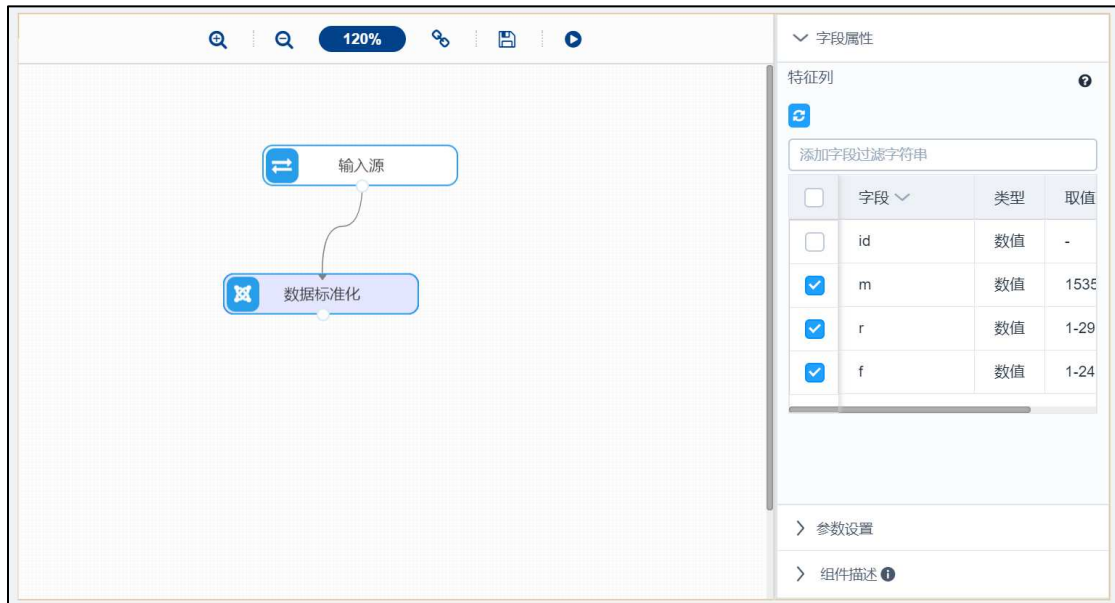 120%
字段属性
特征列
添加字段过滤字符串
字段 类型 取值
id 数值 -
m 数值 1535
r 数值 1-29
f 数值 1-24
输入源
数据标准化
参数设置
组件描述